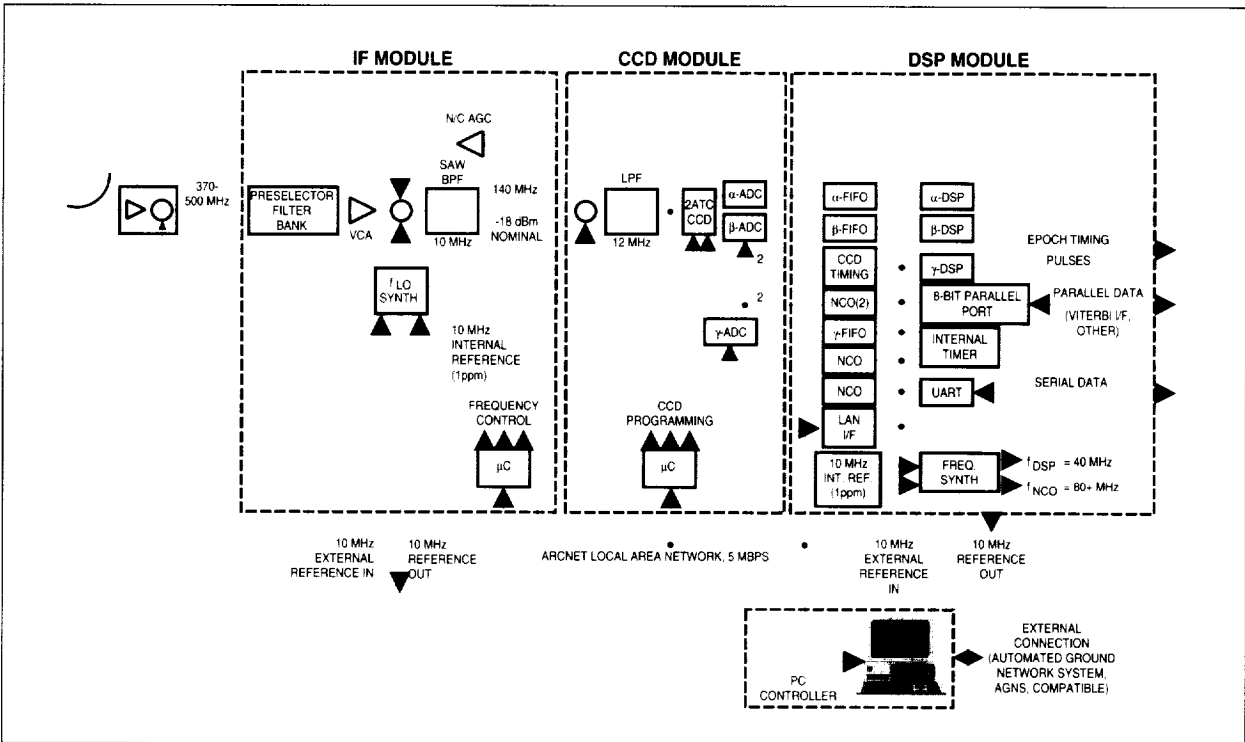 IF MODULE
CCD MODULE
DSP MODULE
N/C AGC
370-
500 MHz
PRESELECTOR
FILTER
BANK
VCA
SAW
BPF
10 MHz
140 MHz
-18 dBm
NOMINAL
f LO
SYNTH
10 MHz
INTERNAL
REFERENCE
(1ppm)
FREQUENCY
CONTROL
µC
LPF
12 MHz
2ATC
CCD
α-ADC
β-ADC
2
2
γ-ADC
CCD
PROGRAMMING
µC
α-FIFO
β-FIFO
CCD
TIMING
NCO(2)
γ-FIFO
NCO
NCO
LAN
I/F
10 MHz
INT. REF.
(1ppm)
α-DSP
β-DSP
γ-DSP
8-BIT PARALLEL
PORT
INTERNAL
TIMER
UART
FREQ.
SYNTH
f DSP = 40 MHz
f NCO = 80+ MHz
EPOCH TIMING
PULSES
PARALLEL DATA
(VITERBI I/F,
OTHER)
SERIAL DATA
10 MHz
EXTERNAL
REFERENCE IN
10 MHz
REFERENCE
OUT
ARCNET LOCAL AREA NETWORK, 5 MBPS
10 MHz
EXTERNAL
REFERENCE
IN
10 MHz
REFERENCE
OUT
PC
CONTROLLER
EXTERNAL
CONNECTION
(AUTOMATED GROUND
NETWORK SYSTEM,
AGNS, COMPATIBLE)